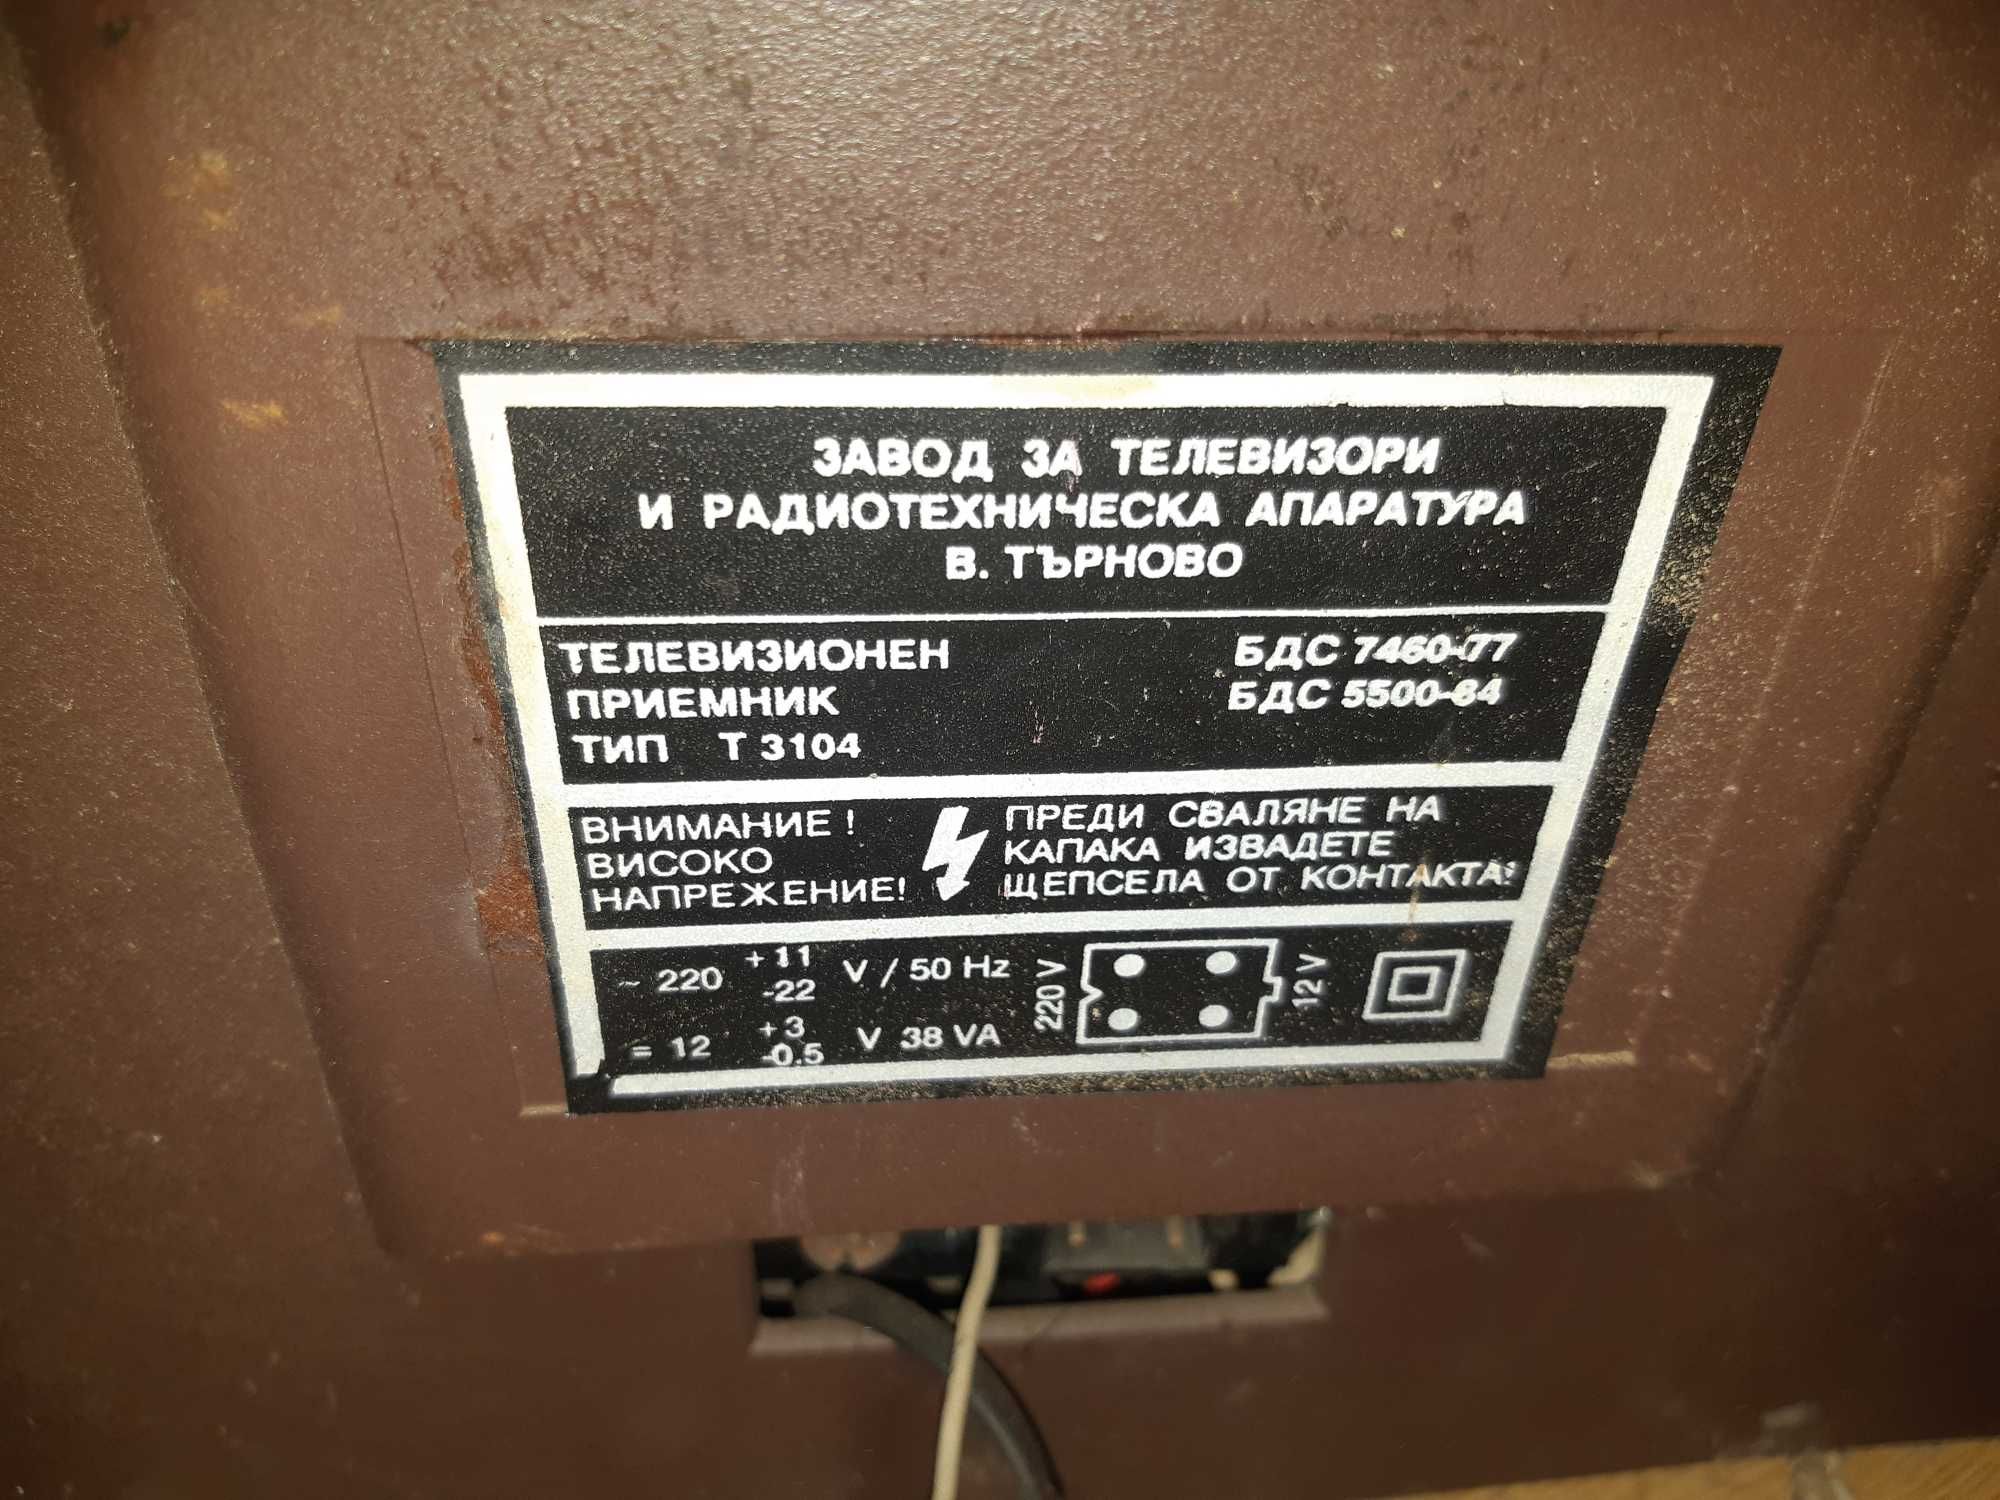 ЗАВОД ЗА ТЕЛЕВИЗОРИ
И РАДИОТЕХНИЧЕСКА АПАРАТУРА
В. ТЪРНОВО
ТЕЛЕВИЗИОНЕН
ПРИЕМНИК
ТИП Т 3104
БДС 7460-77
БДС 5500-84
ВНИМАНИЕ !
ВИСОКО
НАПРЕЖЕНИЕ!
ПРЕДИ СВАЛЯНЕ НА
КАПАКА ИЗВАДЕТЕ
ЩЕПСЕЛА ОТ КОНТАКТА!
~ 220 +11 -22 V / 50 Hz
= 12 +3 -0.5 V 38 VA
220 V
12 V